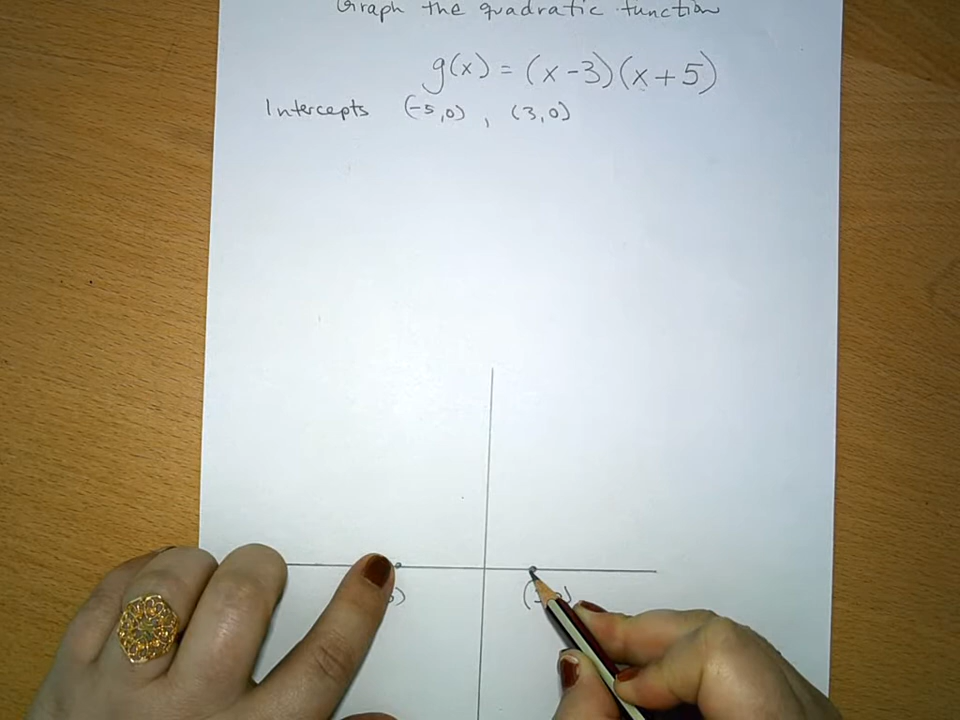 Graph the quadratic function
g(x) = (x-3)(x+5)
Intercepts (-5,0) , (3,0)